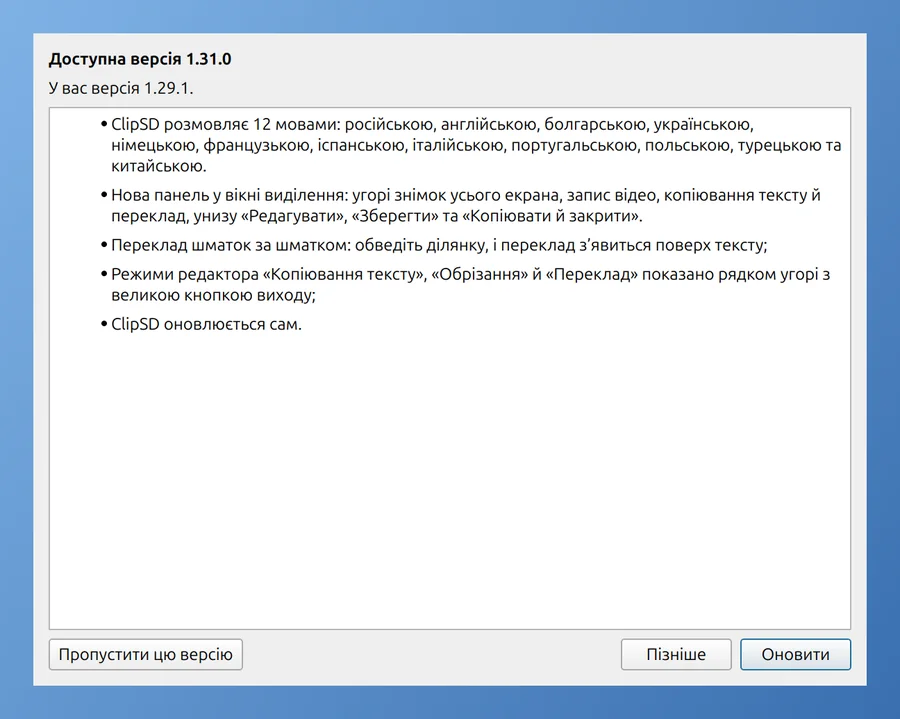 Доступна версія 1.31.0
У вас версія 1.29.1.
• ClipSD розмовляє 12 мовами: російською, англійською, болгарською, українською,
німецькою, французькою, іспанською, італійською, португальською, польською, турецькою та
китайською.
• Нова панель у вікні виділення: угорі знімок усього екрана, запис відео, копіювання тексту й
переклад, унизу «Редагувати», «Зберегти» та «Копіювати й закрити».
• Переклад шматок за шматком: обведіть ділянку, і переклад з’явиться поверх тексту;
• Режими редактора «Копіювання тексту», «Обрізання» й «Переклад» показано рядком угорі з
великою кнопкою виходу;
• ClipSD оновлюється сам.
Пропустити цю версію
Пізніше
Оновити